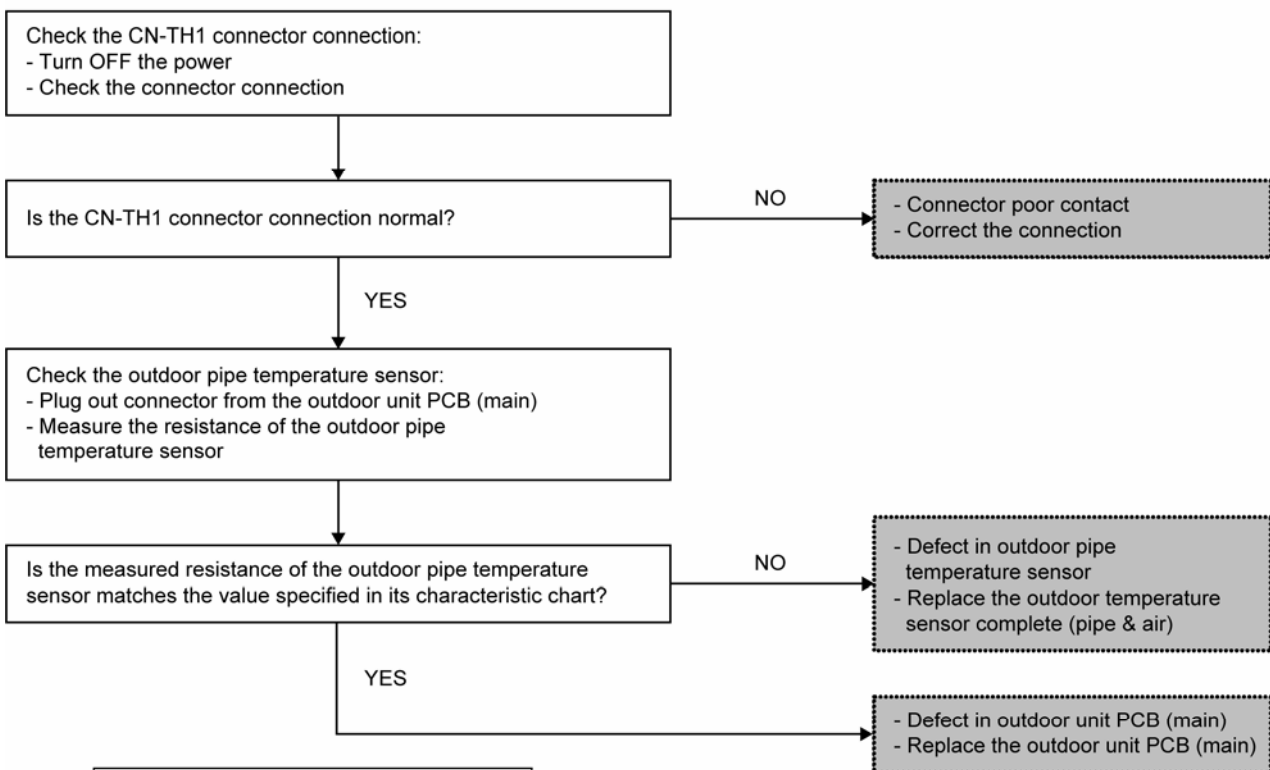 Check the CN-TH1 connector connection:
- Turn OFF the power
- Check the connector connection
Is the CN-TH1 connector connection normal?
NO
- Connector poor contact
- Correct the connection
YES
Check the outdoor pipe temperature sensor:
- Plug out connector from the outdoor unit PCB (main)
- Measure the resistance of the outdoor pipe
temperature sensor
Is the measured resistance of the outdoor pipe temperature
sensor matches the value specified in its characteristic chart?
NO
- Defect in outdoor pipe
temperature sensor
- Replace the outdoor temperature
sensor complete (pipe & air)
YES
- Defect in outdoor unit PCB (main)
- Replace the outdoor unit PCB (main)